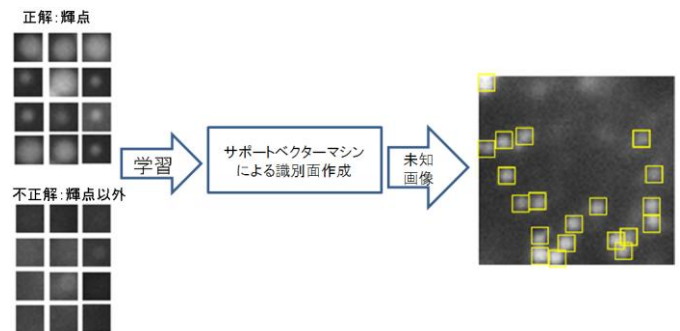 正解:輝点
不正解:輝点以外
学習
サポートベクターマシン
による識別面作成
未知
画像